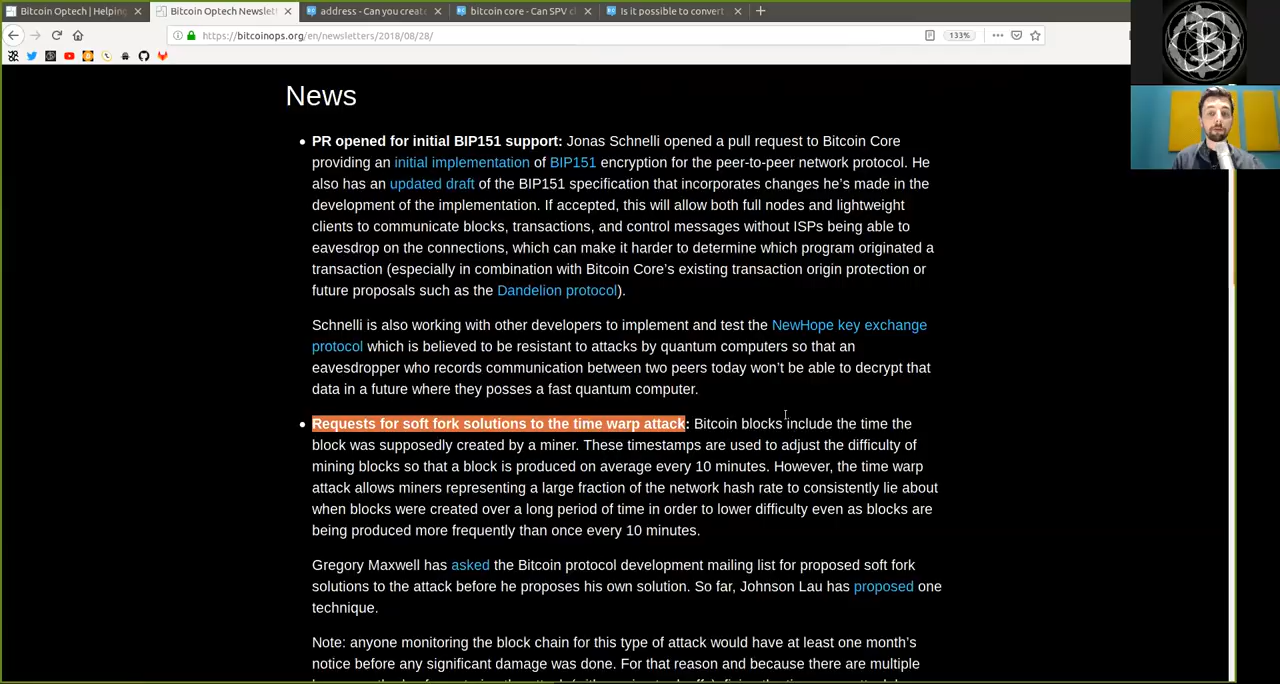 Bitcoin Optech | Helping
Bitcoin Optech Newslett
address - Can you creat
bitcoin core - Can SPV cl
Is it possible to convert
https://bitcoinops.org/en/newsletters/2018/08/28/
133%
News
PR opened for initial BIP151 support: Jonas Schnelli opened a pull request to Bitcoin Core
providing an initial implementation of BIP151 encryption for the peer-to-peer network protocol. He
also has an updated draft of the BIP151 specification that incorporates changes he’s made in the
development of the implementation. If accepted, this will allow both full nodes and lightweight
clients to communicate blocks, transactions, and control messages without ISPs being able to
eavesdrop on the connections, which can make it harder to determine which program originated a
transaction (especially in combination with Bitcoin Core’s existing transaction origin protection or
future proposals such as the Dandelion protocol).
Schnelli is also working with other developers to implement and test the NewHope key exchange
protocol which is believed to be resistant to attacks by quantum computers so that an
eavesdropper who records communication between two peers today won’t be able to decrypt that
data in a future where they posses a fast quantum computer.
Requests for soft fork solutions to the time warp attack: Bitcoin blocks include the time the
block was supposedly created by a miner. These timestamps are used to adjust the difficulty of
mining blocks so that a block is produced on average every 10 minutes. However, the time warp
attack allows miners representing a large fraction of the network hash rate to consistently lie about
when blocks were created over a long period of time in order to lower difficulty even as blocks are
being produced more frequently than once every 10 minutes.
Gregory Maxwell has asked the Bitcoin protocol development mailing list for proposed soft fork
solutions to the attack before he proposes his own solution. So far, Johnson Lau has proposed one
technique.
Note: anyone monitoring the block chain for this type of attack would have at least one month’s
notice before any significant damage was done. For that reason and because there are multiple